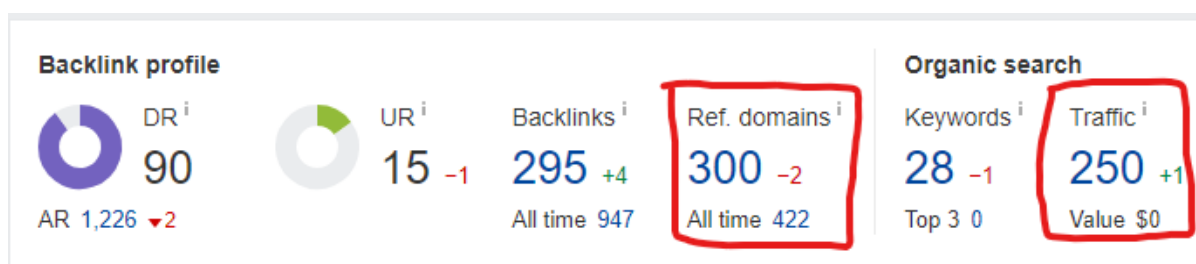 Backlink profile
Organic search
DR i
UR i
Backlinks i
Ref. domains i
Keywords i
Traffic i
90
15 -1
295 +4
300 -2
28 -1
250 +1
AR 1,226 ▼2
All time 947
All time 422
Top 3 0
Value $0